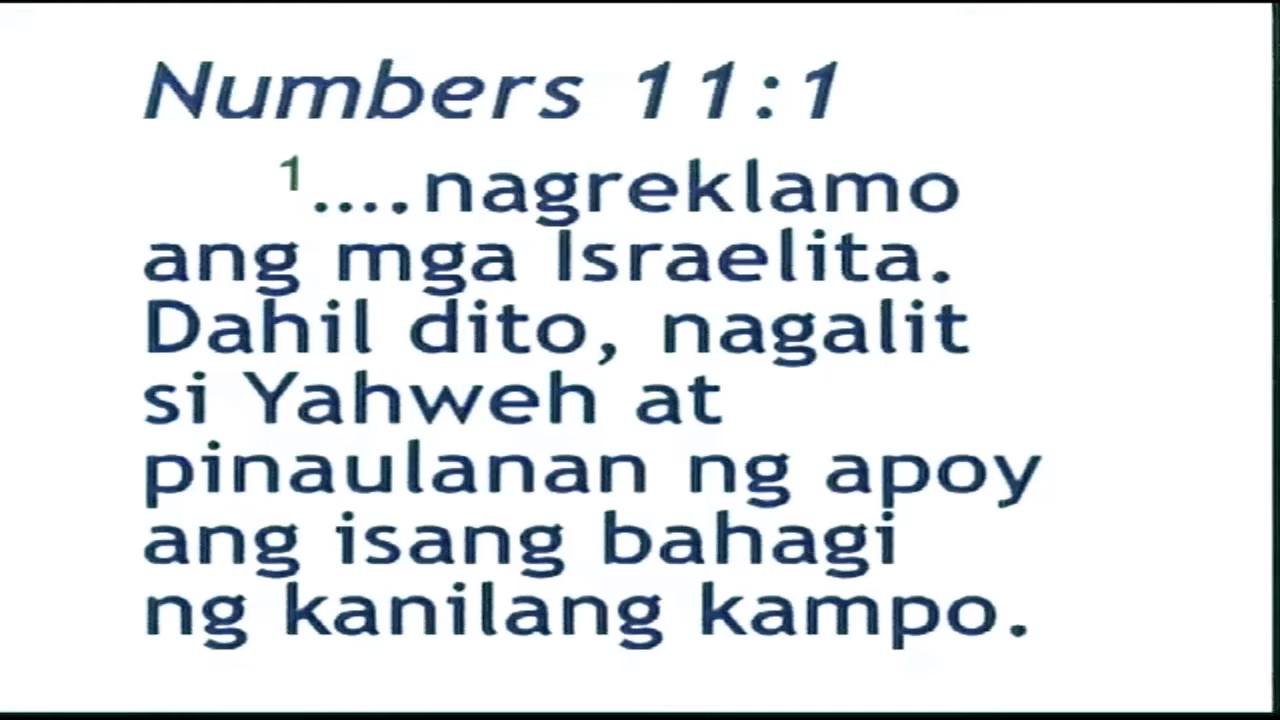 Numbers 11:1
1....nagreklamo
ang mga Israelita.
Dahil dito, nagalit
si Yahweh at
pinaulanan ng apoy
ang isang bahagi
ng kanilang kampo.